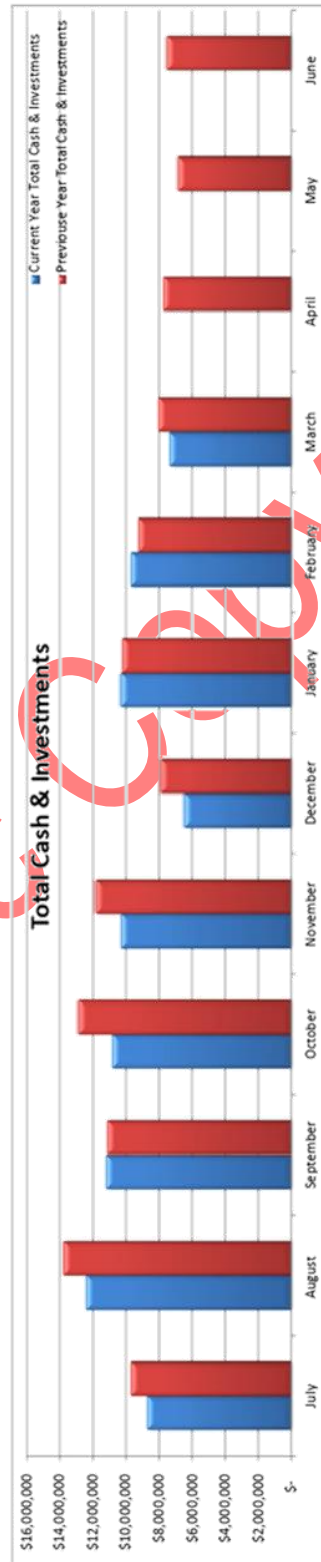 Total Cash & Investments
Current Year Total Cash & Investments
Previouse Year Total Cash & Investments
$16,000,000
$14,000,000
$12,000,000
$10,000,000
$8,000,000
$6,000,000
$4,000,000
$2,000,000
$-
July
August
September
October
November
December
January
February
March
April
May
June